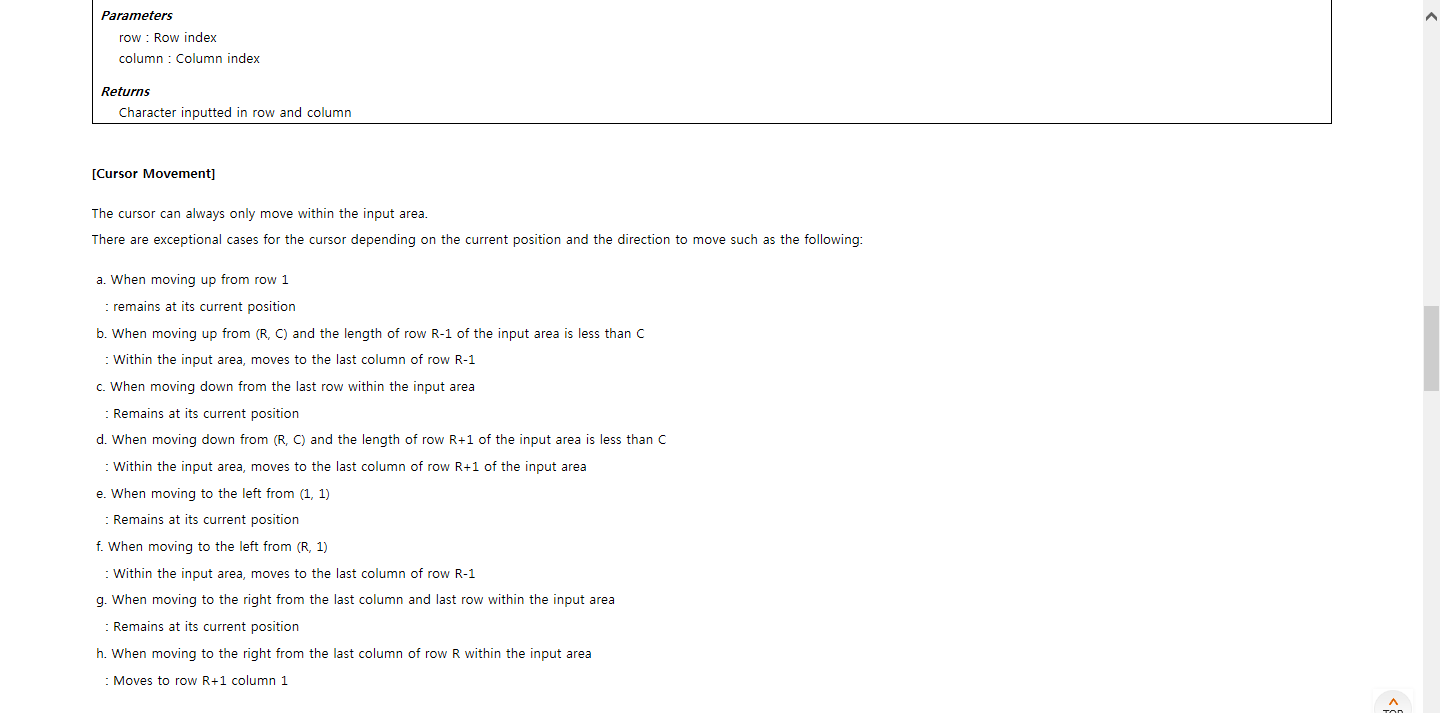 Parameters
row : Row index
column : Column index
Returns
Character inputted in row and column
[Cursor Movement]
The cursor can always only move within the input area.
There are exceptional cases for the cursor depending on the current position and the direction to move such as the following:
a. When moving up from row 1
: remains at its current position
b. When moving up from (R, C) and the length of row R-1 of the input area is less than C
: Within the input area, moves to the last column of row R-1
c. When moving down from the last row within the input area
: Remains at its current position
d. When moving down from (R, C) and the length of row R+1 of the input area is less than C
: Within the input area, moves to the last column of row R+1 of the input area
e. When moving to the left from (1, 1)
: Remains at its current position
f. When moving to the left from (R, 1)
: Within the input area, moves to the last column of row R-1
g. When moving to the right from the last column and last row within the input area
: Remains at its current position
h. When moving to the right from the last column of row R within the input area
: Moves to row R+1 column 1
TOP